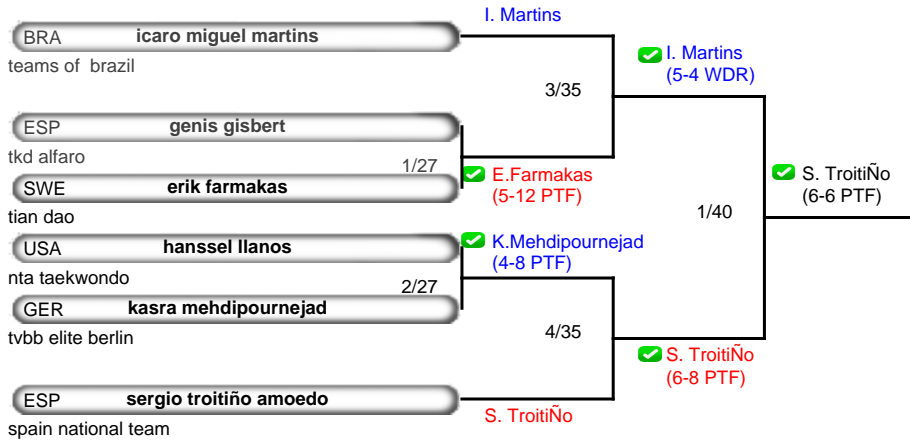 I. Martins
BRA icaro miguel martins
teams of brazil
I. Martins
(5-4 WDR)
3/35
ESP genis gisbert
tkd alfaro
1/27
E.Farmakas
(5-12 PTF)
SWE erik farmakas
tian dao
S. TroitiÑo
(6-6 PTF)
1/40
USA hanssel llanos
nta taekwondo
K.Mehdipournejad
(4-8 PTF)
2/27
GER kasra mehdipournejad
tvbb elite berlin
4/35
S. TroitiÑo
(6-8 PTF)
ESP sergio troitiño amoedo
spain national team
S. TroitiÑo